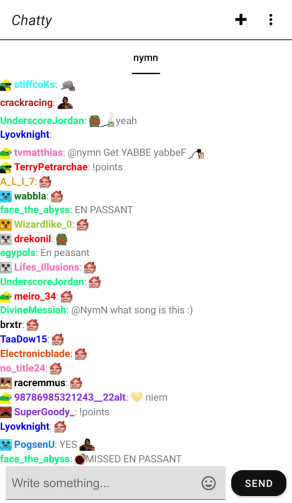 Chatty
nymn
stiffcoKs:
crackracing:
UnderscoreJordan: yeah
Lyovknight:
tvmatthias: @nymn Get YABBE yabbeF
TerryPetrarchae: !points
A_L_I_7:
wabbla:
face_the_abyss: EN PASSANT
Wizardlike_0:
drekonil:
egypols: En peasant
Lifes_Illusions:
UnderscoreJordan:
meiro_34:
DivineMessiah: @NymN what song is this :)
brxtr:
TaaDow15:
Electronicblade:
no_title24:
racremmus:
98786985321243__22alt: niem
SuperGoody_: !points
Lyovknight:
PogsenU: YES
face_the_abyss: MISSED EN PASSANT
Write something...
SEND